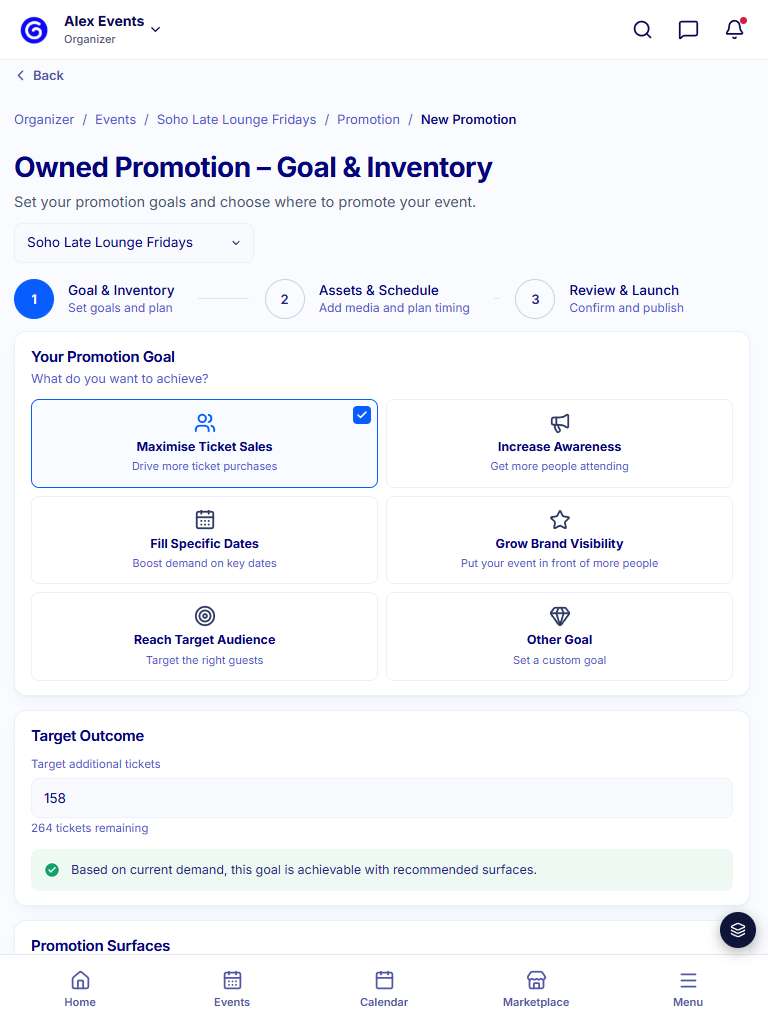 Alex Events
Organizer
Back
Organizer / Events / Soho Late Lounge Fridays / Promotion / New Promotion
Owned Promotion – Goal & Inventory
Set your promotion goals and choose where to promote your event.
Soho Late Lounge Fridays
1
Goal & Inventory
Set goals and plan
2
Assets & Schedule
Add media and plan timing
3
Review & Launch
Confirm and publish
Your Promotion Goal
What do you want to achieve?
Maximise Ticket Sales
Drive more ticket purchases
Increase Awareness
Get more people attending
Fill Specific Dates
Boost demand on key dates
Grow Brand Visibility
Put your event in front of more people
Reach Target Audience
Target the right guests
Other Goal
Set a custom goal
Target Outcome
Target additional tickets
158
264 tickets remaining
Based on current demand, this goal is achievable with recommended surfaces.
Promotion Surfaces
Home
Events
Calendar
Marketplace
Menu